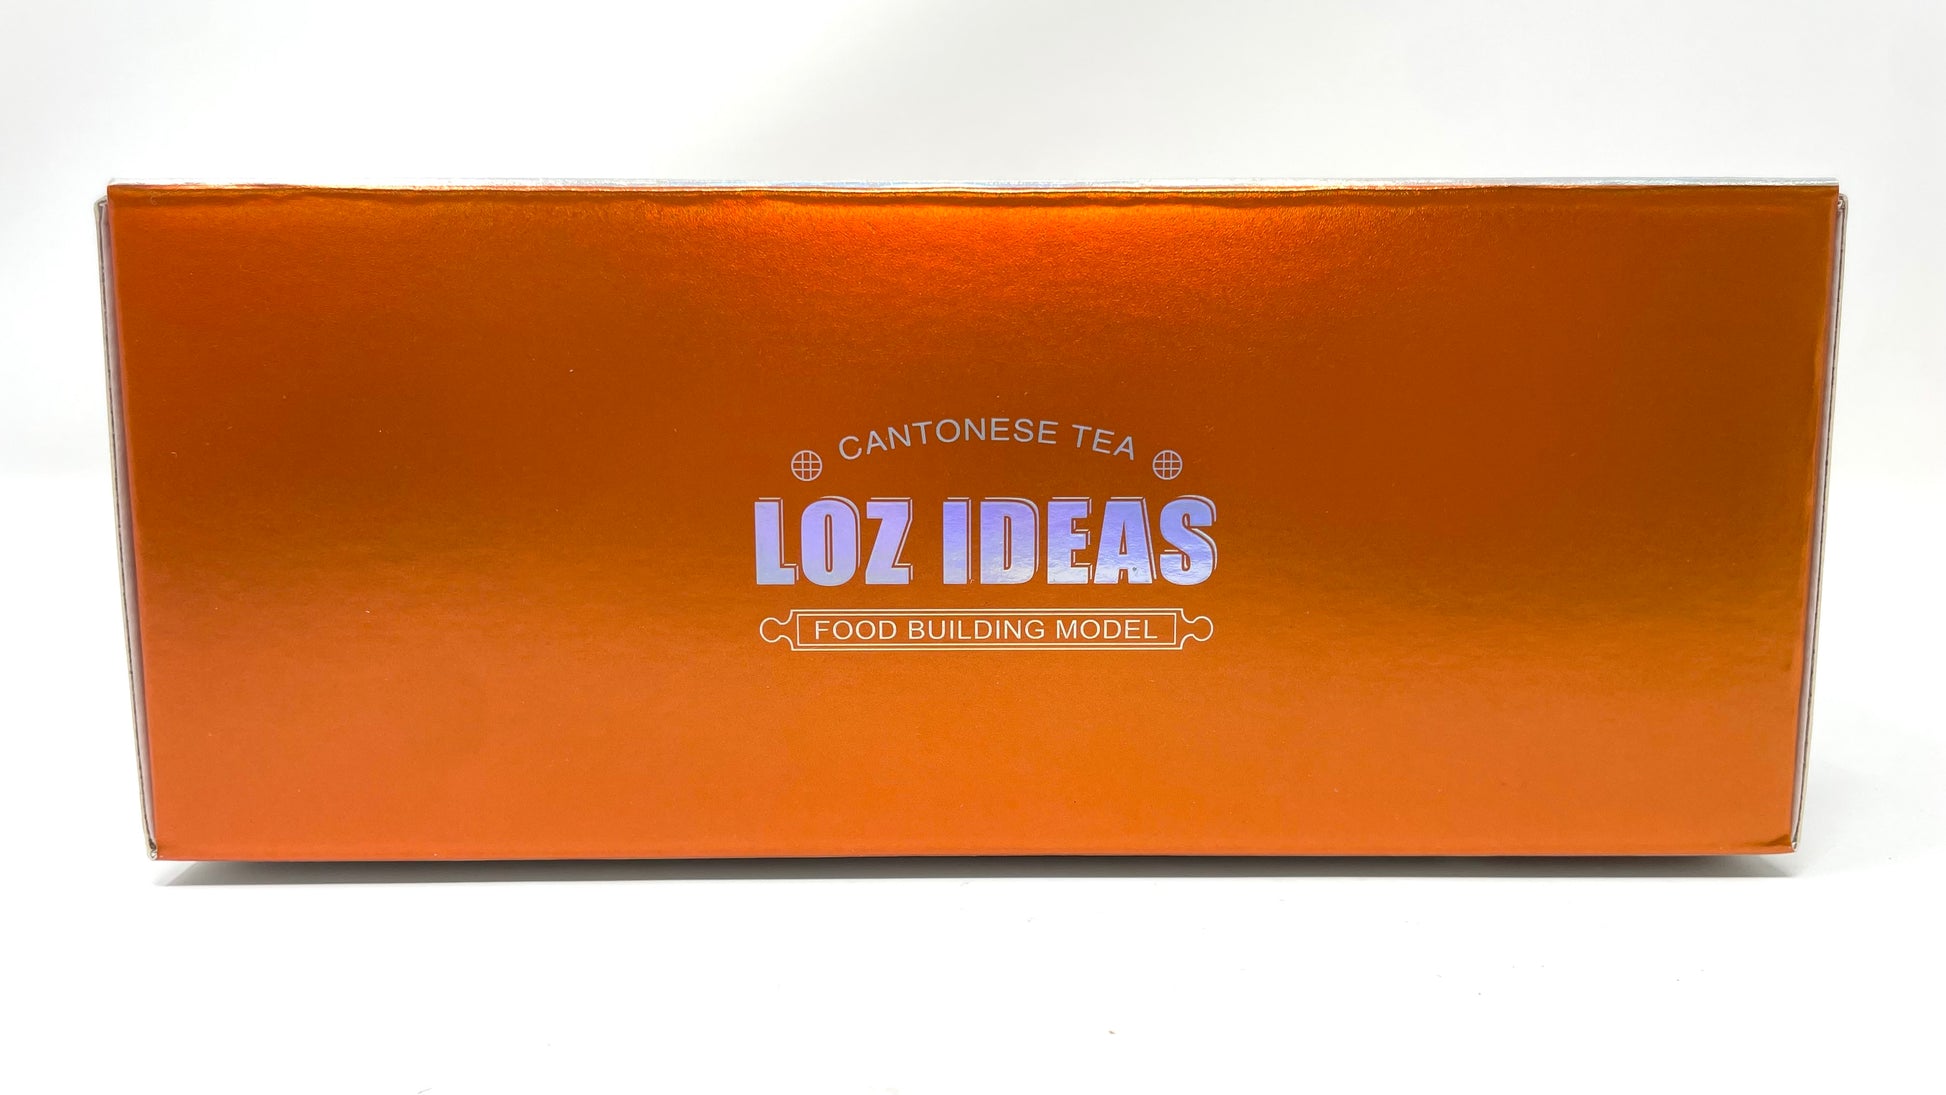 CANTONESE TEA
LOZ IDEAS
FOOD BUILDING MODEL